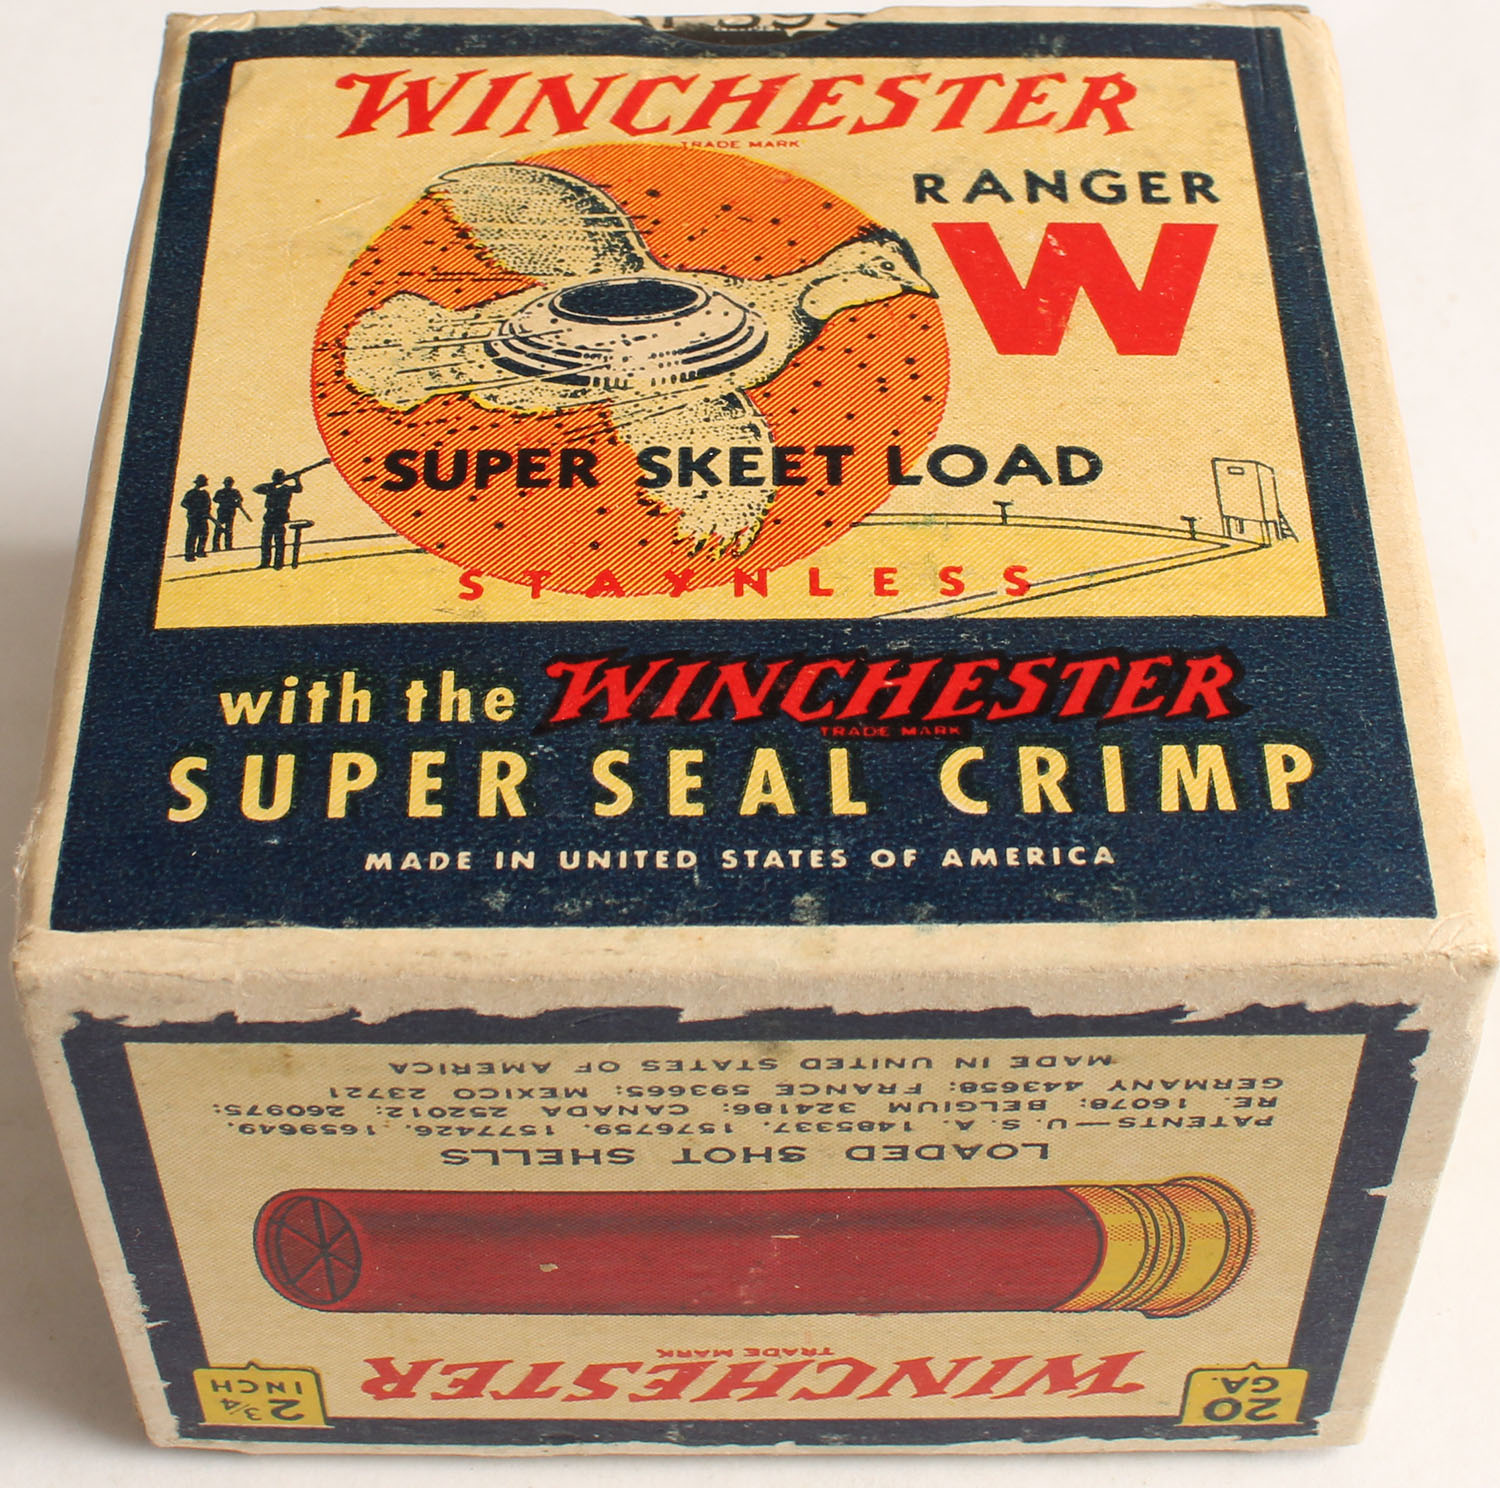 WINCHESTER
TRADE MARK
RANGER
W
SUPER SKEET LOAD
STAYNLESS
with the WINCHESTER
TRADE MARK
SUPER SEAL CRIMP
MADE IN UNITED STATES OF AMERICA
20
GA.
WINCHESTER
TRADE MARK
2 3/4
INCH
LOADED SHOT SHELLS
PATENTS—U. S. A. 1485337. 1576759. 1577426. 1659649.
RE. 16078: BELGIUM 324186: CANADA 252012: 260975:
GERMANY 443658: FRANCE 593665: MEXICO 23721
MADE IN UNITED STATES OF AMERICA